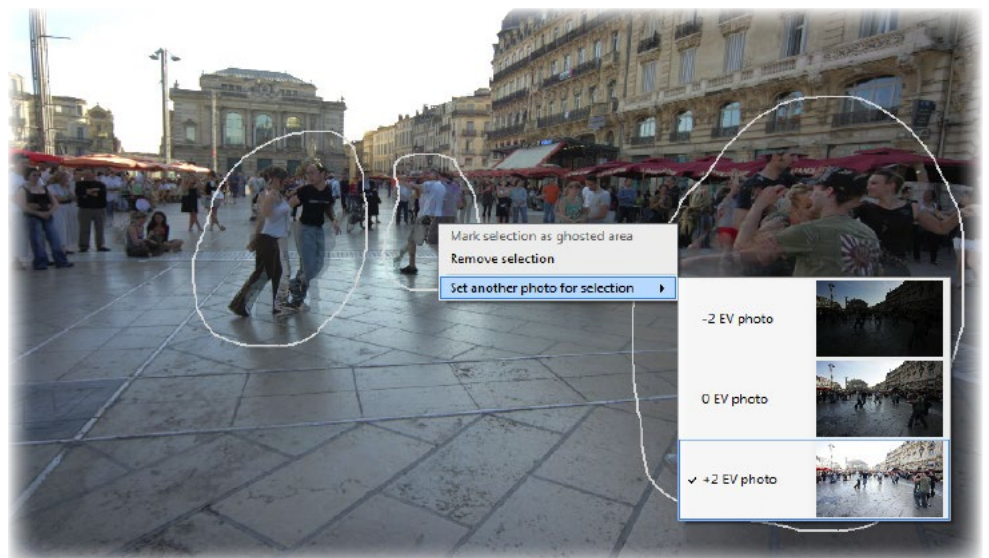 Mark selection as ghosted area
Remove selection
Set another photo for selection
-2 EV photo
0 EV photo
+2 EV photo